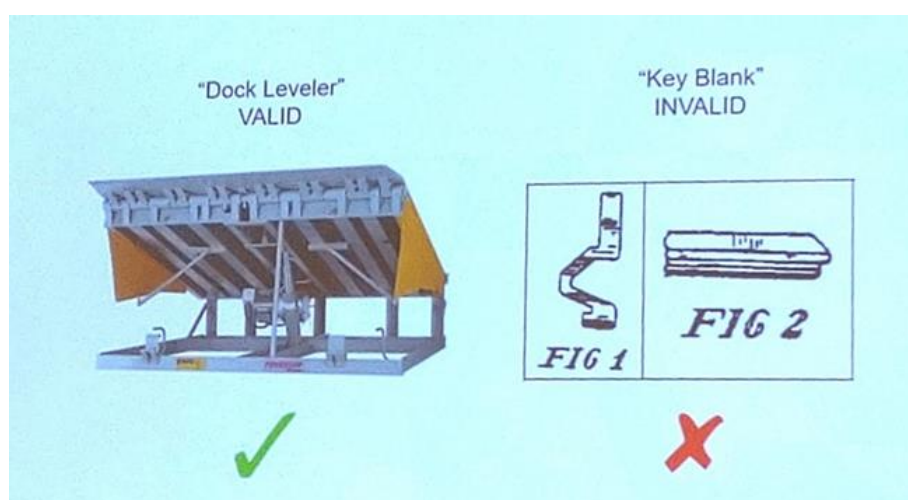 "Dock Leveler"
VALID
"Key Blank"
INVALID
FIG 1
FIG 2